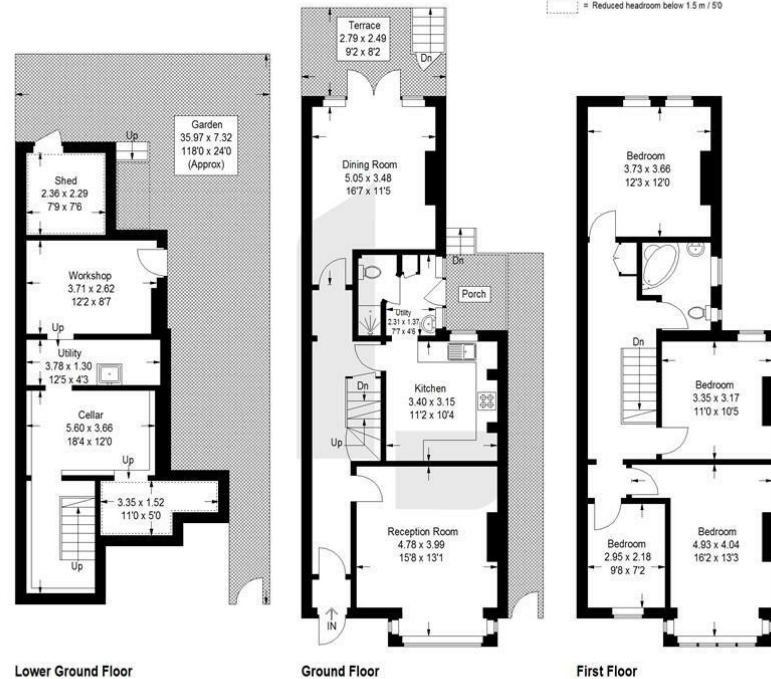 = Reduced headroom below 1.5 m / 5'0
Terrace
2.79 x 2.49
9'2 x 8'2
Dn
Up
Garden
35.97 x 7.32
118'0 x 24'0
(Approx)
Shed
2.36 x 2.29
7'9 x 7'6
Workshop
3.71 x 2.62
12'2 x 8'7
Up
Utility
3.78 x 1.30
12'5 x 4'3
Cellar
5.60 x 3.66
18'4 x 12'0
Up
3.35 x 1.52
11'0 x 5'0
Up
Lower Ground Floor
Dining Room
5.05 x 3.48
16'7 x 11'5
Dn
Porch
Utility
2.31 x 1.37
7'7 x 4'6
Kitchen
3.40 x 3.15
11'2 x 10'4
Dn
Up
Reception Room
4.78 x 3.99
15'8 x 13'1
IN
Ground Floor
Bedroom
3.73 x 3.66
12'3 x 12'0
Dn
Bedroom
3.35 x 3.17
11'0 x 10'5
Bedroom
2.95 x 2.18
9'8 x 7'2
Bedroom
4.93 x 4.04
16'2 x 13'3
First Floor